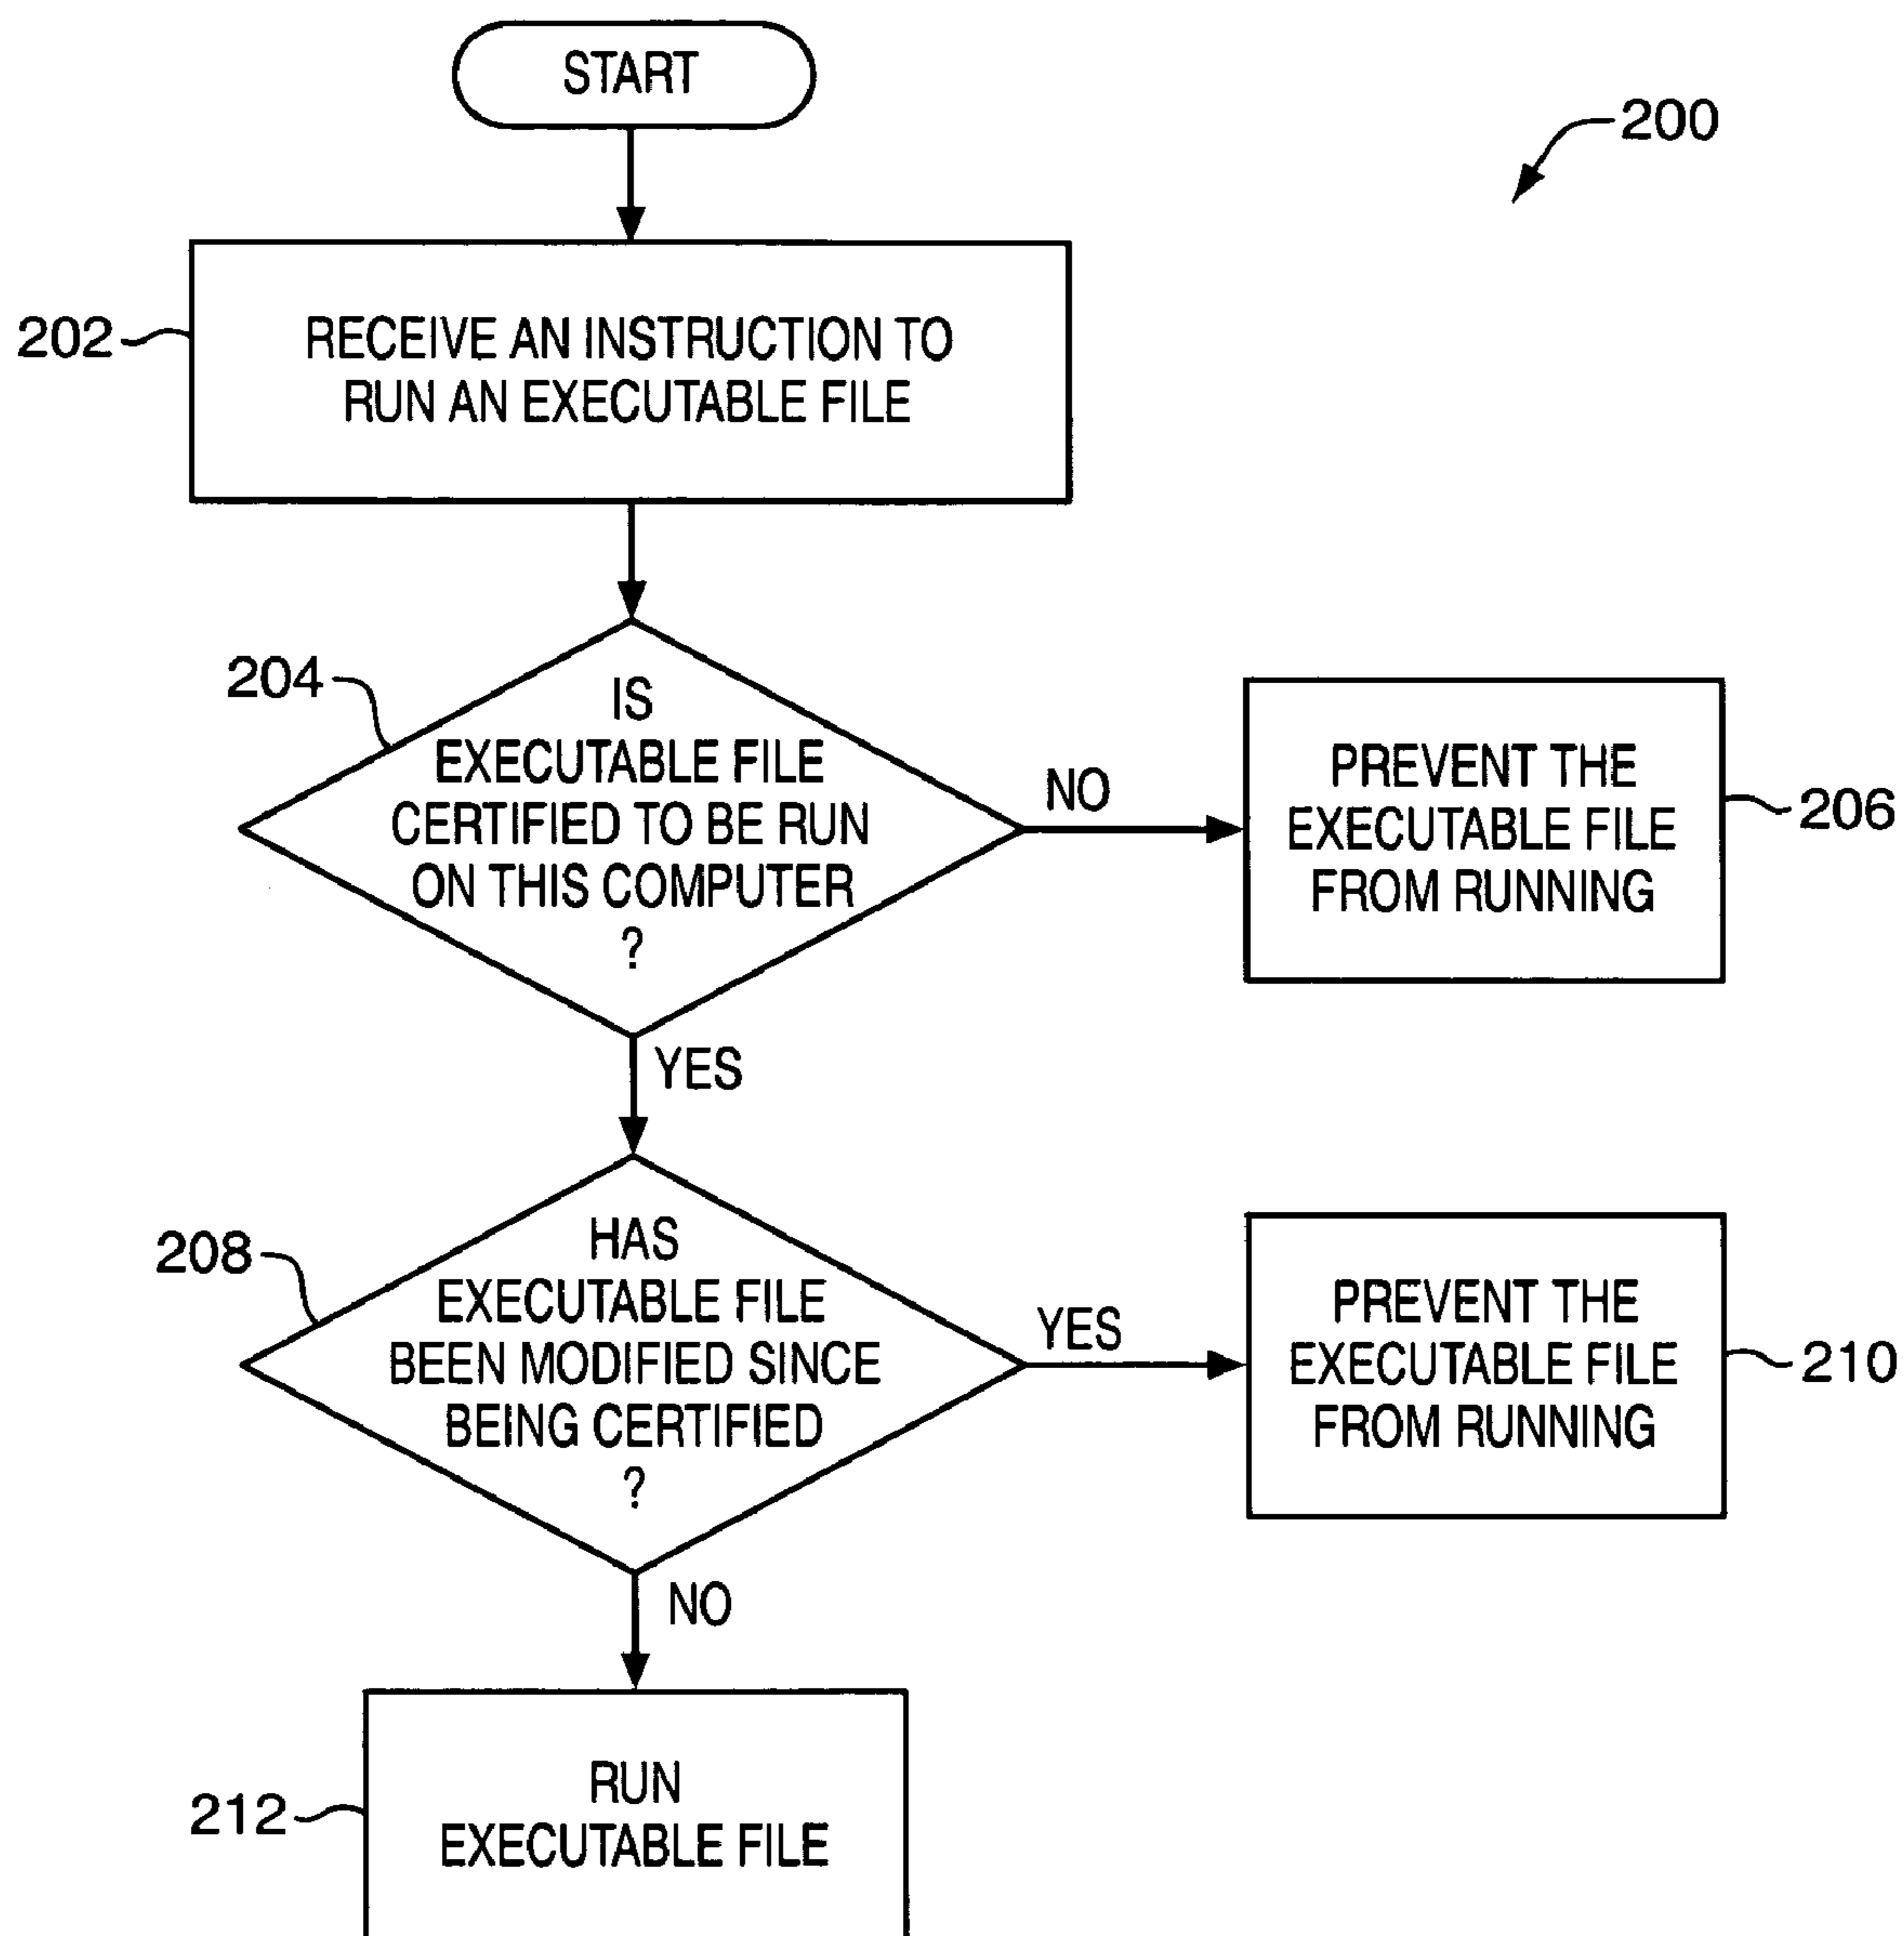 START
200
202
RECEIVE AN INSTRUCTION TO
RUN AN EXECUTABLE FILE
204
IS
EXECUTABLE FILE
CERTIFIED TO BE RUN
ON THIS COMPUTER
?
NO
PREVENT THE
EXECUTABLE FILE
FROM RUNNING
206
YES
208
HAS
EXECUTABLE FILE
BEEN MODIFIED SINCE
BEING CERTIFIED
?
YES
PREVENT THE
EXECUTABLE FILE
FROM RUNNING
210
NO
212
RUN
EXECUTABLE FILE